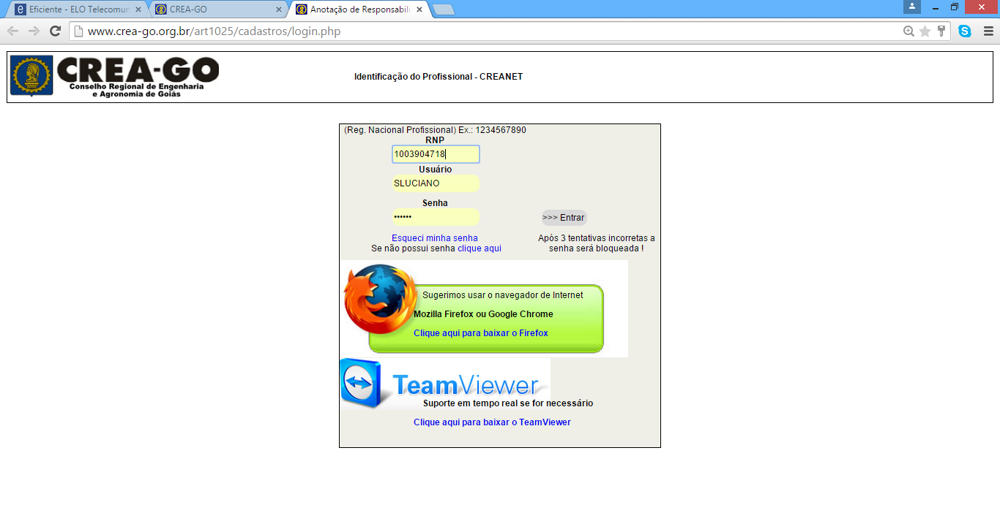 Eficiente - ELO Telecomun
CREA-GO
Anotação de Responsabili
www.crea-go.org.br/art1025/cadastros/login.php
CREA-GO
Conselho Regional de Engenharia
e Agronomia de Goiás
Identificação do Profissional - CREANET
(Reg. Nacional Profissional) Ex.: 1234567890
RNP
1003904718
Usuário
SLUCIANO
Senha
••••••
>>> Entrar
Esqueci minha senha
Se não possui senha clique aqui
Após 3 tentativas incorretas a
senha será bloqueada !
Sugerimos usar o navegador de Internet
Mozilla Firefox ou Google Chrome
Clique aqui para baixar o Firefox
TeamViewer
Suporte em tempo real se for necessário
Clique aqui para baixar o TeamViewer